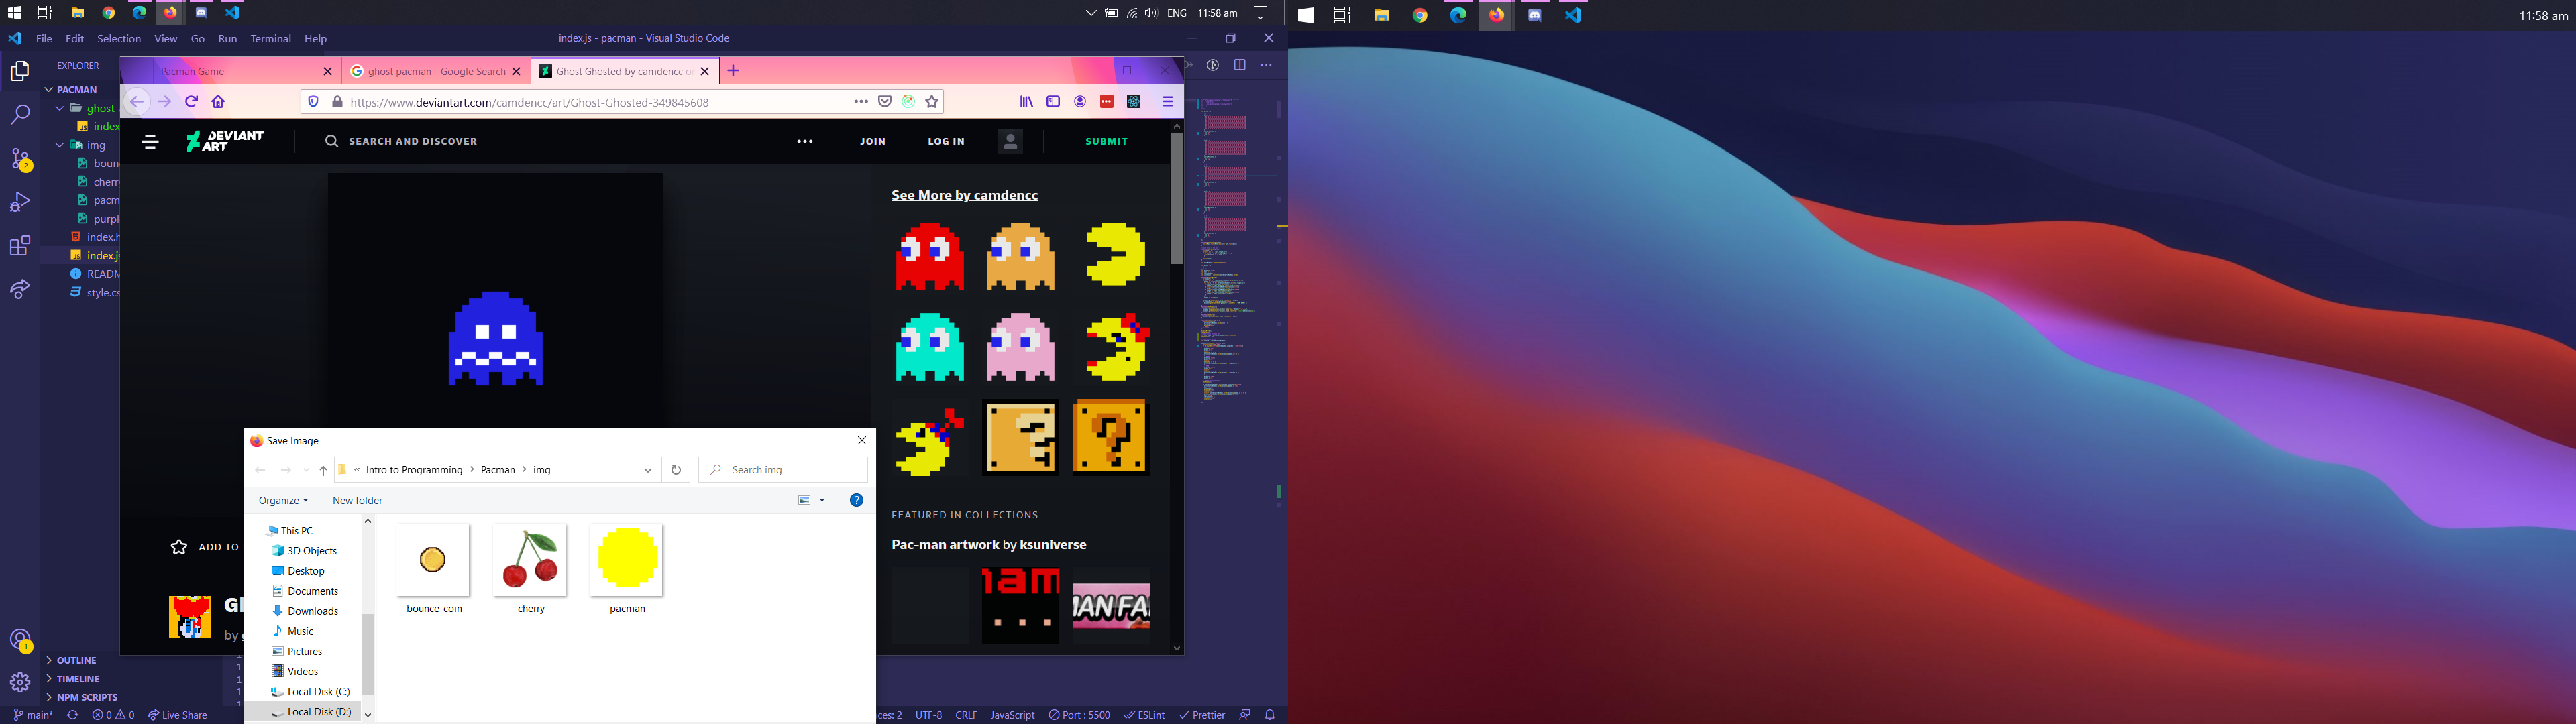 ENG 11:58 am
11:58 am
File Edit Selection View Go Run Terminal Help
index.js - pacman - Visual Studio Code
EXPLORER
PACMAN
ghost-
index
img
boun
cherry
pacm
purpl
index.h
index.js
READM
style.cs
OUTLINE
TIMELINE
NPM SCRIPTS
Pacman Game
ghost pacman - Google Search
Ghost Ghosted by camdencc o
https://www.deviantart.com/camdencc/art/Ghost-Ghosted-349845608
DEVIANT
ART
SEARCH AND DISCOVER
JOIN
LOG IN
SUBMIT
See More by camdencc
FEATURED IN COLLECTIONS
Pac-man artwork by ksuniverse
MAN FA
ADD TO
Gl
by
Save Image
« Intro to Programming > Pacman > img
Search img
Organize
New folder
This PC
3D Objects
Desktop
Documents
Downloads
Music
Pictures
Videos
Local Disk (C:)
Local Disk (D:)
bounce-coin
cherry
pacman
main*
0 0
Live Share
ces: 2
UTF-8
CRLF
JavaScript
Port : 5500
ESLint
Prettier